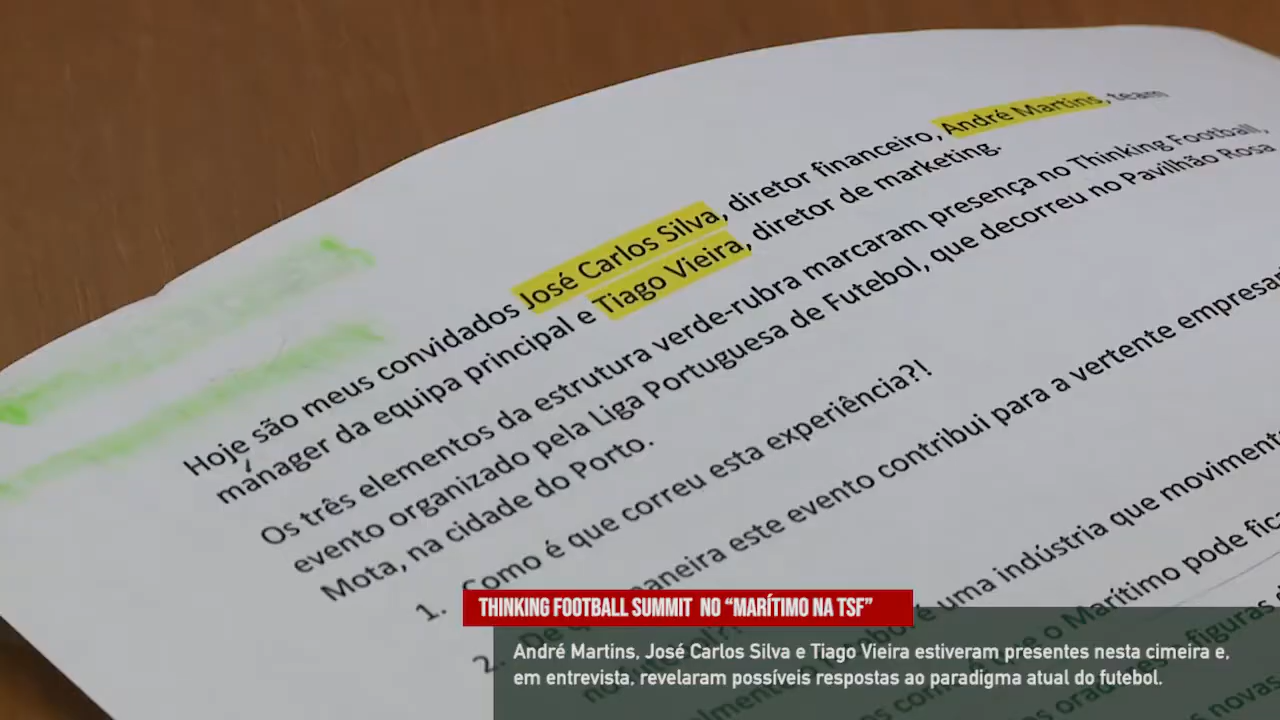 Hoje são meus convidados José Carlos Silva, diretor financeiro, André Martins, team
manager da equipa principal e Tiago Vieira, diretor de marketing.
Os três elementos da estrutura verde-rubra marcaram presença no Thinking Football,
evento organizado pela Liga Portuguesa de Futebol, que decorreu no Pavilhão Rosa
Mota, na cidade do Porto.
1. Como é que correu esta experiência?!
2. De maneira este evento contribui para a vertente empresar
uma indústria que moviment
o Marítimo pode fic
figuras
novas
THINKING FOOTBALL SUMMIT NO “MARÍTIMO NA TSF”
André Martins, José Carlos Silva e Tiago Vieira estiveram presentes nesta cimeira e,
em entrevista, revelaram possíveis respostas ao paradigma atual do futebol.